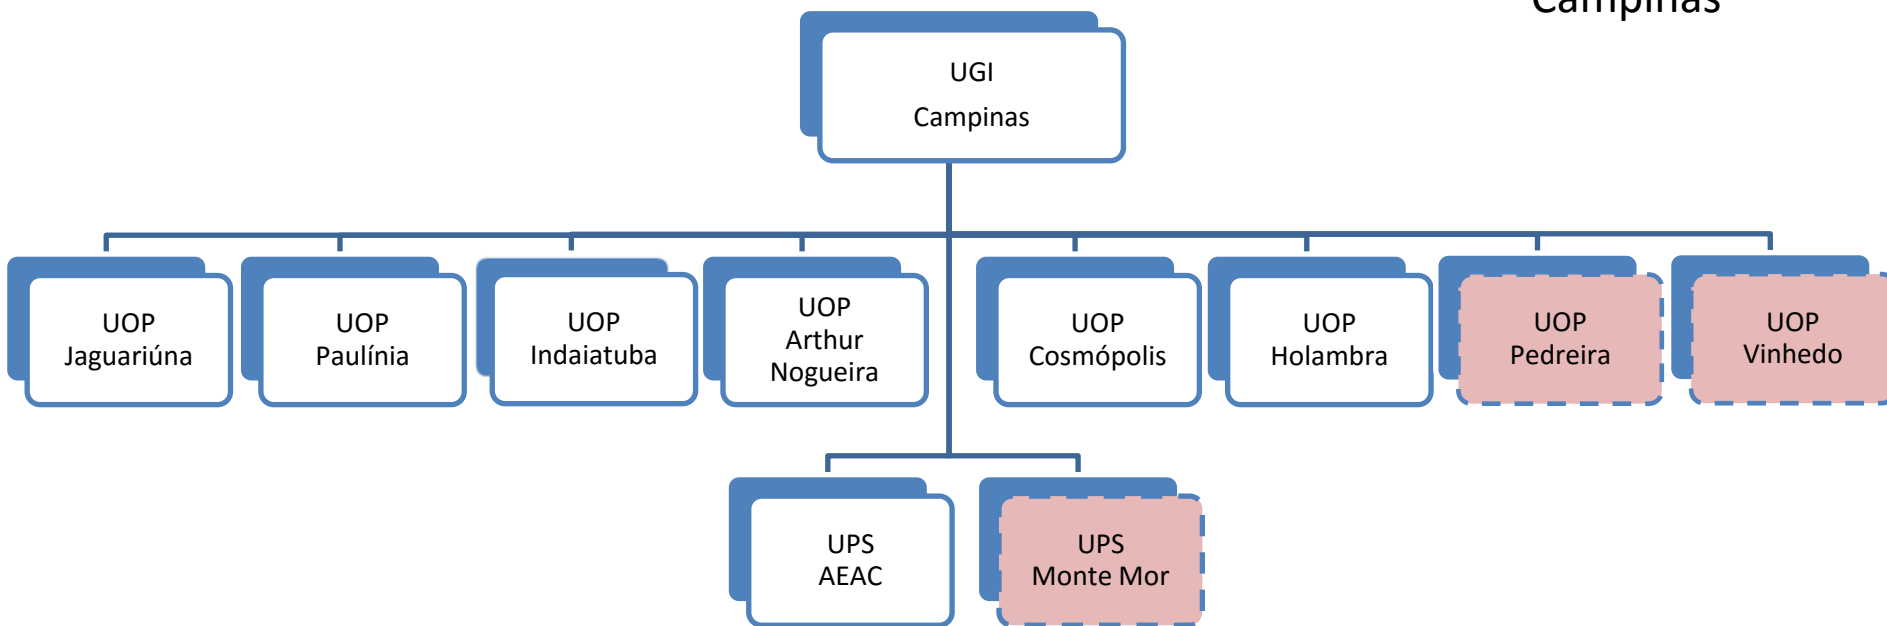 Campinas
UGI
Campinas
UOP
Jaguariúna
UOP
Paulínia
UOP
Indaiatuba
UOP
Arthur
Nogueira
UOP
Cosmópolis
UOP
Holambra
UOP
Pedreira
UOP
Vinhedo
UPS
AEAC
UPS
Monte Mor